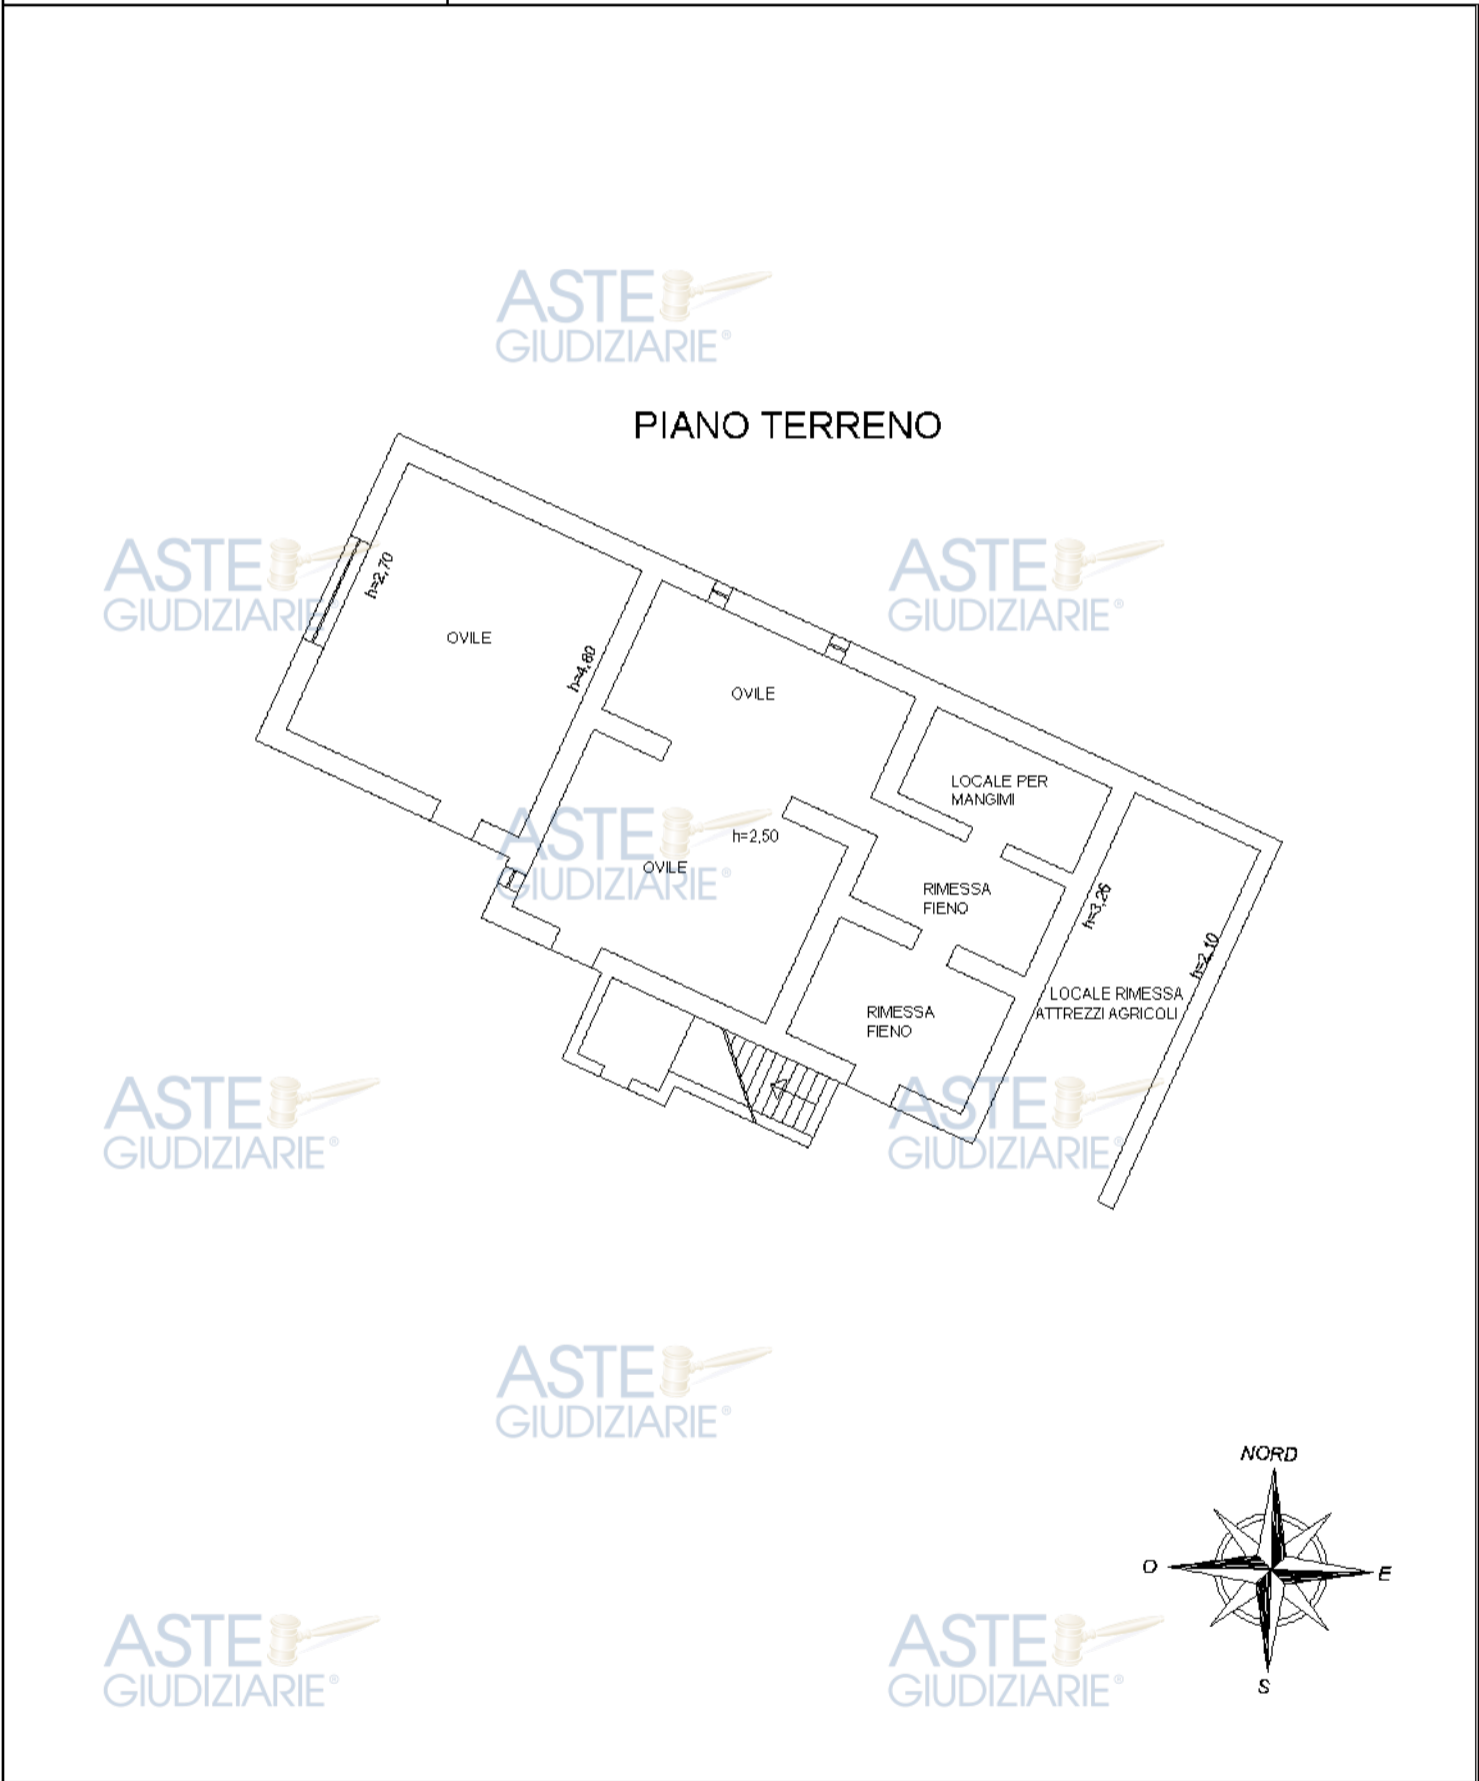 ASTE
GIUDIZIARIE®
PIANO TERRENO
ASTE
GIUDIZIARIE®
ASTE
GIUDIZIARIE®
h=2,70
OVILE
h=4,80
OVILE
LOCALE PER
MANGIMI
ASTE
GIUDIZIARIE®
h=2,50
OVILE
RIMESSA
FIENO
h=3,26
h=2,10
LOCALE RIMESSA
ATTREZZI AGRICOLI
RIMESSA
FIENO
ASTE
GIUDIZIARIE®
ASTE
GIUDIZIARIE®
ASTE
GIUDIZIARIE®
NORD
O
E
S
ASTE
GIUDIZIARIE®
ASTE
GIUDIZIARIE®